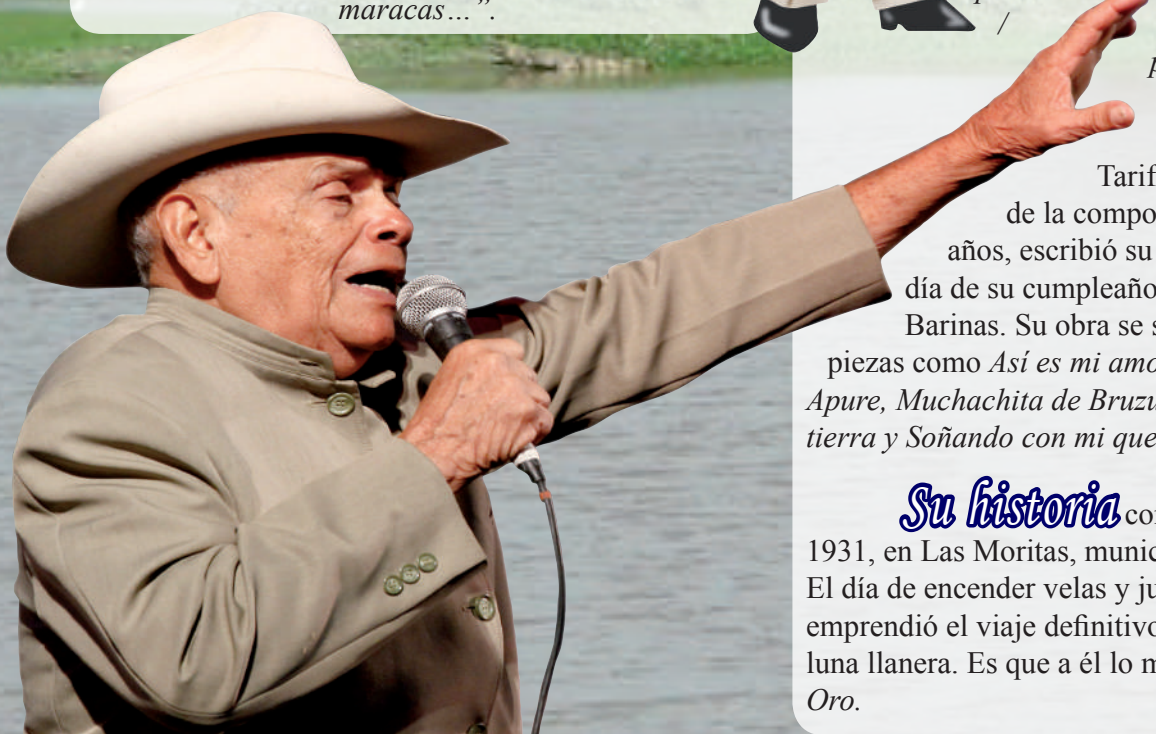 maracas…”.
/
Tarif
de la compo
años, escribió su
día de su cumpleaño
Barinas. Su obra se s
piezas como Así es mi amo
Apure, Muchachita de Bruzu
tierra y Soñando con mi que
Su historia co
1931, en Las Moritas, munic
El día de encender velas y ju
emprendió el viaje definitivo
luna llanera. Es que a él lo m
Oro.